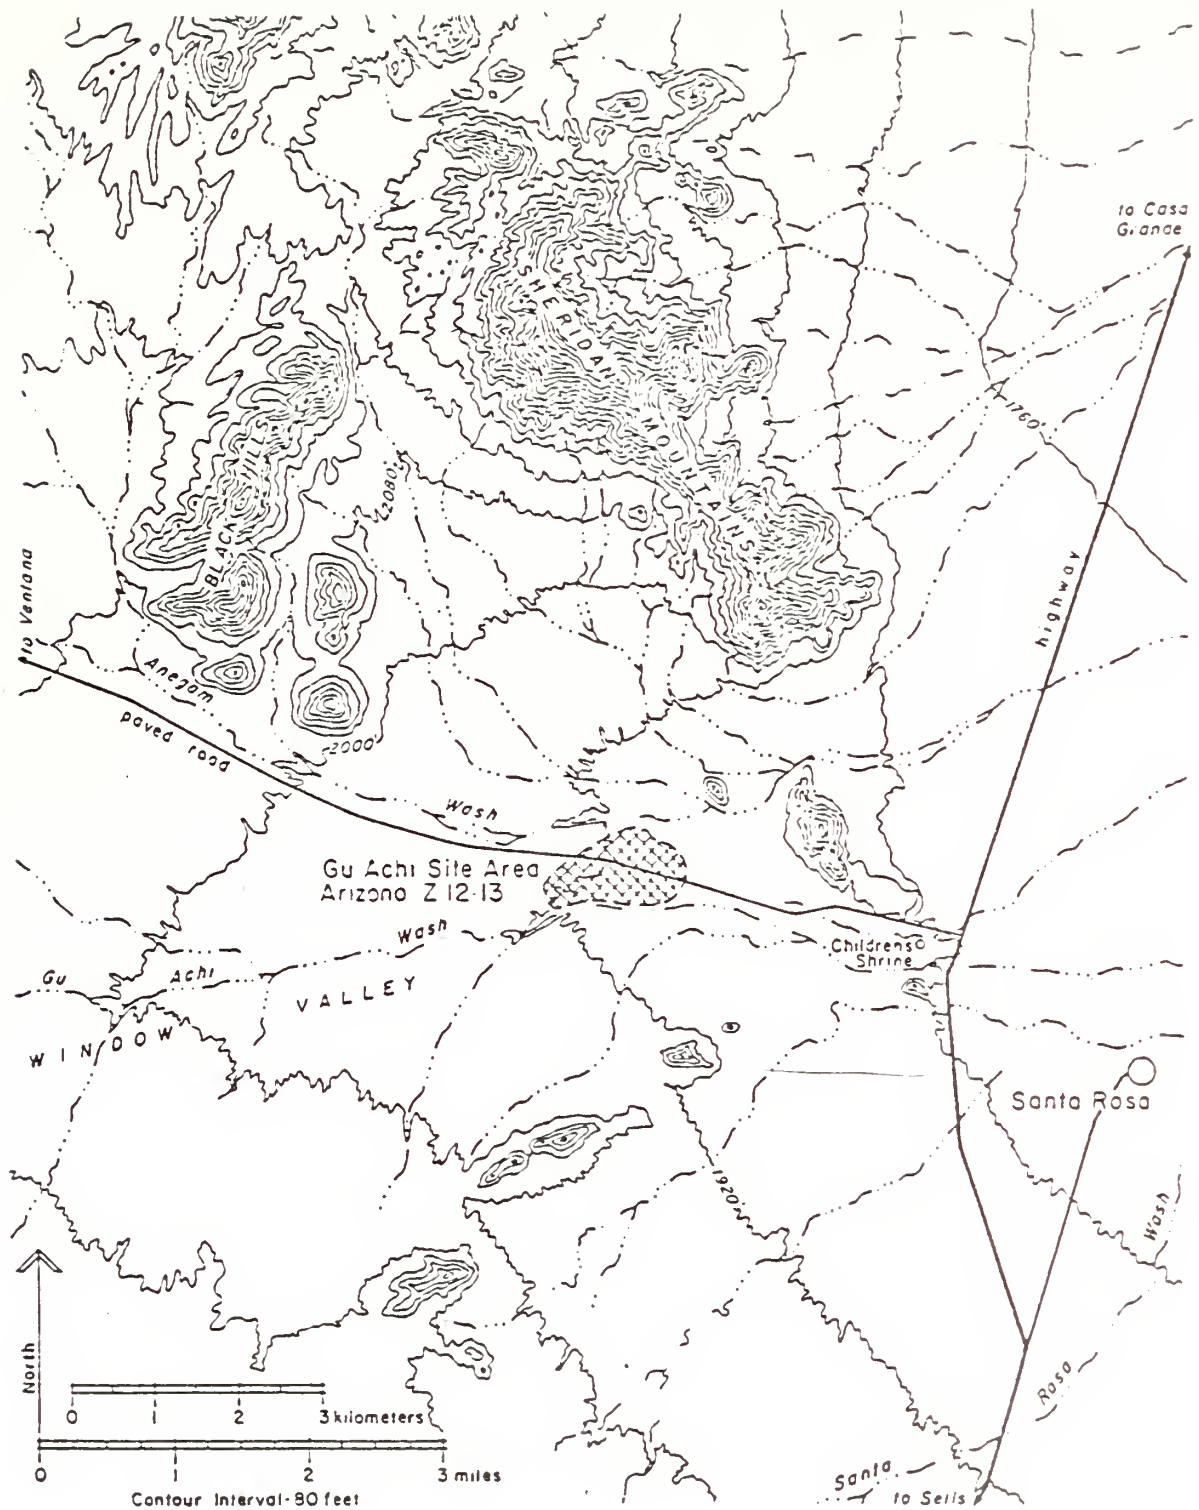 to Casa
Grande
SHERIDAN MOUNTAINS
1760'
BLACK HILLS
2080'
highway
to Ventana
Anegam
paved road
2000'
Wash
Gu Achi Site Area
Arizona Z:12:13
Wash
Childrens
Shrine
Gu Achi
VALLEY
WINDOW
Santa Rosa
1920'
Wash
North
0 1 2 3 kilometers
Rosa
0 1 2 3 miles
Santa
to Sells
Contour Interval-80 feet